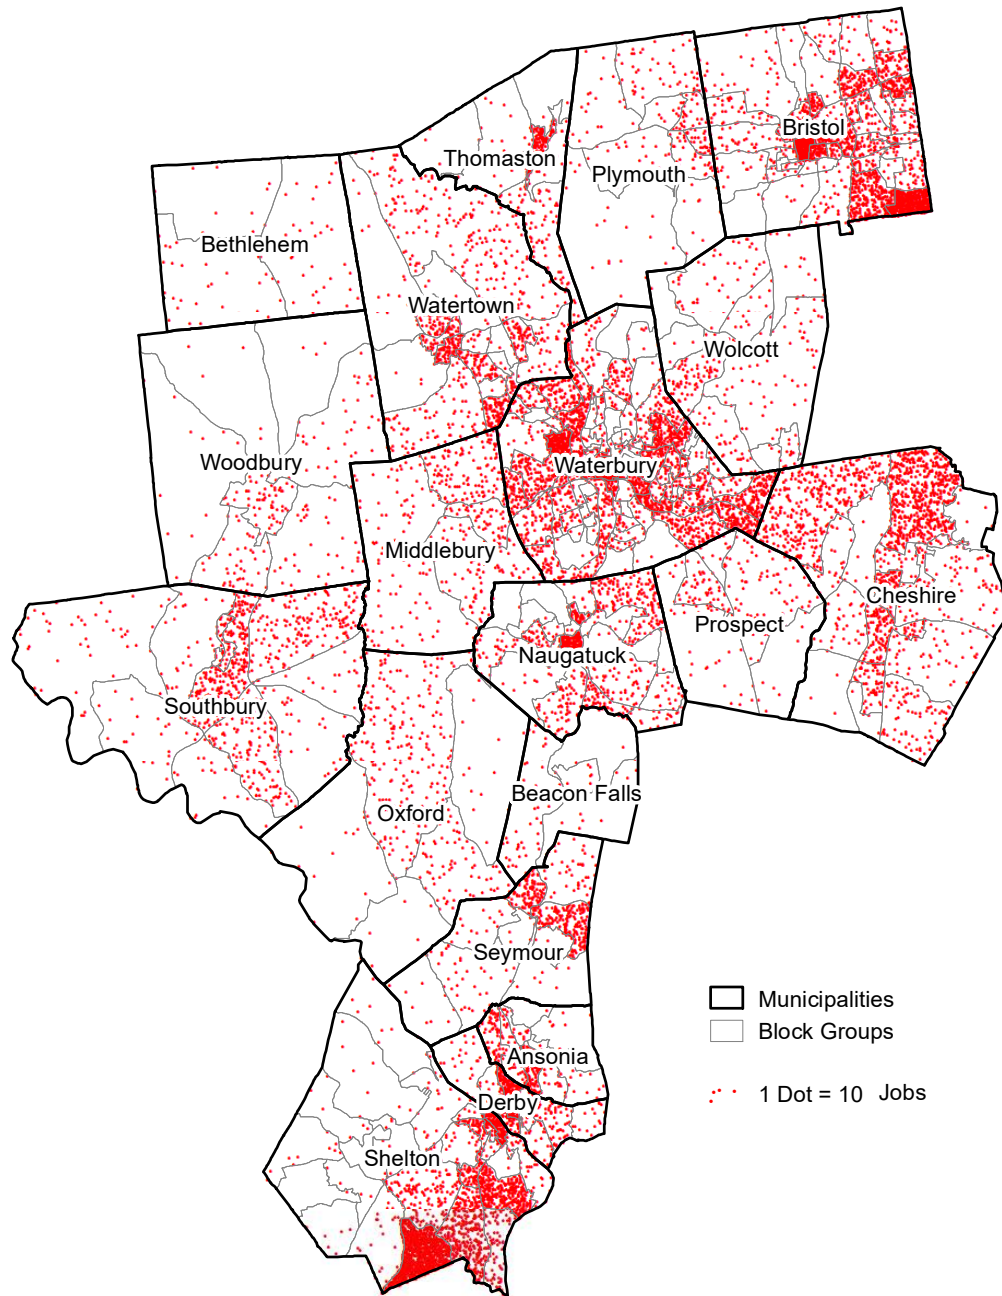 Bristol
Thomaston
Plymouth
Bethlehem
Watertown
Wolcott
Woodbury
Waterbury
Middlebury
Cheshire
Prospect
Naugatuck
Southbury
Beacon Falls
Oxford
Seymour
Municipalities
Block Groups
Ansonia
1 Dot = 10 Jobs
Derby
Shelton